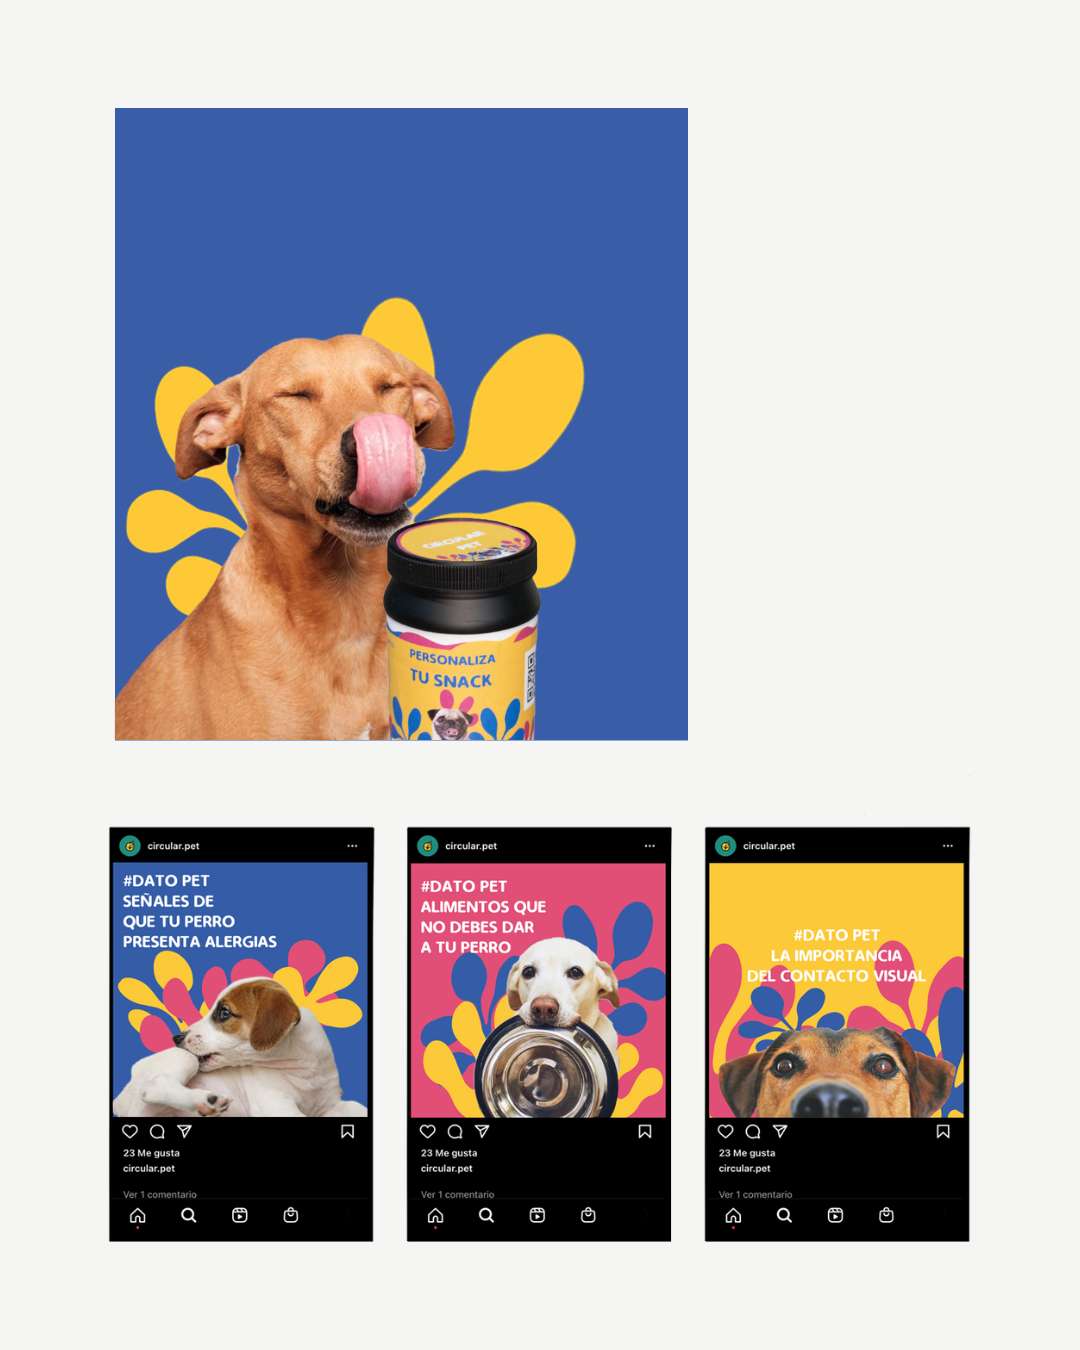 CIRCULAR
PET
PERSONALIZA
TU SNACK
circular.pet
#DATO PET
SEÑALES DE
QUE TU PERRO
PRESENTA ALERGIAS
23 Me gusta
circular.pet
Ver 1 comentario
circular.pet
#DATO PET
ALIMENTOS QUE
NO DEBES DAR
A TU PERRO
23 Me gusta
circular.pet
Ver 1 comentario
circular.pet
#DATO PET
LA IMPORTANCIA
DEL CONTACTO VISUAL
23 Me gusta
circular.pet
Ver 1 comentario